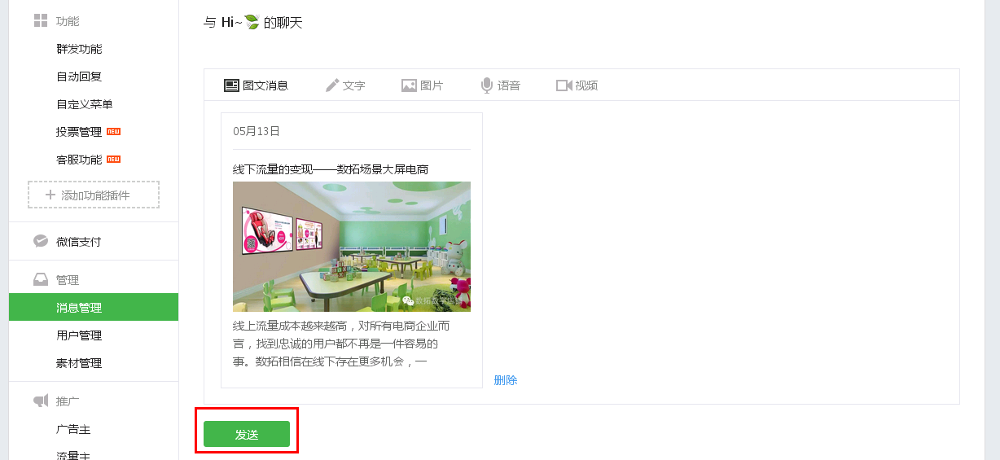 功能
群发功能
自动回复
自定义菜单
投票管理 NEW
客服功能 NEW
添加功能插件
微信支付
管理
消息管理
用户管理
素材管理
推广
广告主
流量主
与 Hi~ 的聊天
图文消息 文字 图片 语音 视频
05月13日
线下流量的变现——数拓场景大屏电商
线上流量成本越来越高，对所有电商企业而
言，找到忠诚的用户都不再是一件容易的
事。数拓相信在线下存在更多机会，一
删除
发送